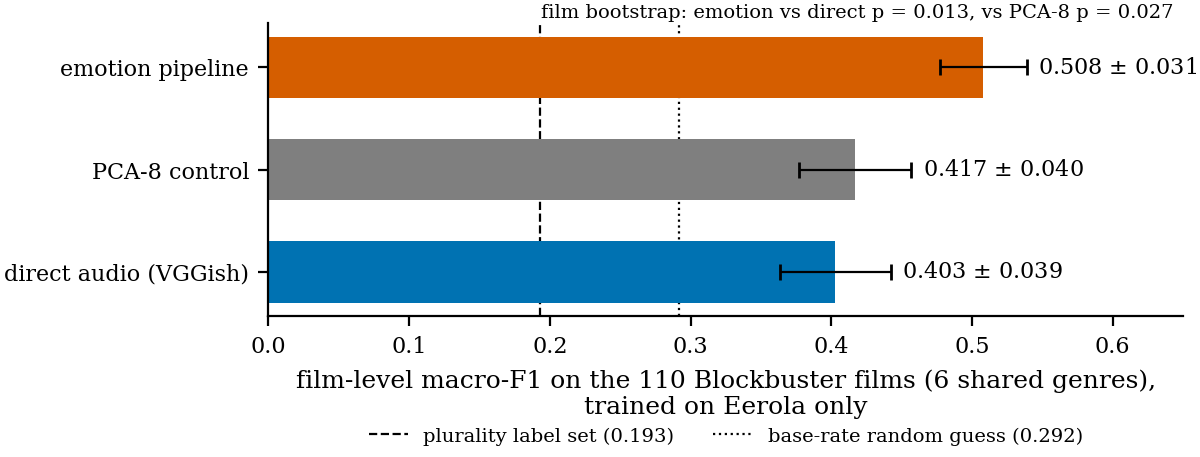 film bootstrap: emotion vs direct p = 0.013, vs PCA-8 p = 0.027
emotion pipeline
0.508 ± 0.031
PCA-8 control
0.417 ± 0.040
direct audio (VGGish)
0.403 ± 0.039
0.0 0.1 0.2 0.3 0.4 0.5 0.6
film-level macro-F1 on the 110 Blockbuster films (6 shared genres),
trained on Eerola only
plurality label set (0.193) base-rate random guess (0.292)